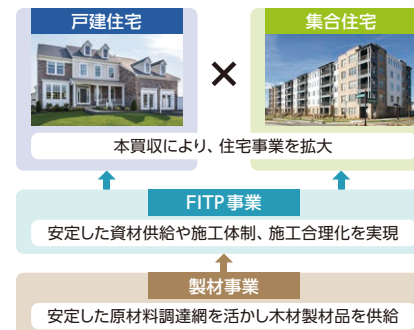 戸建住宅
集合住宅
×
本買収により、住宅事業を拡大
FITP事業
安定した資材供給や施工体制、施工合理化を実現
製材事業
安定した原材料調達網を活かし木材製材品を供給